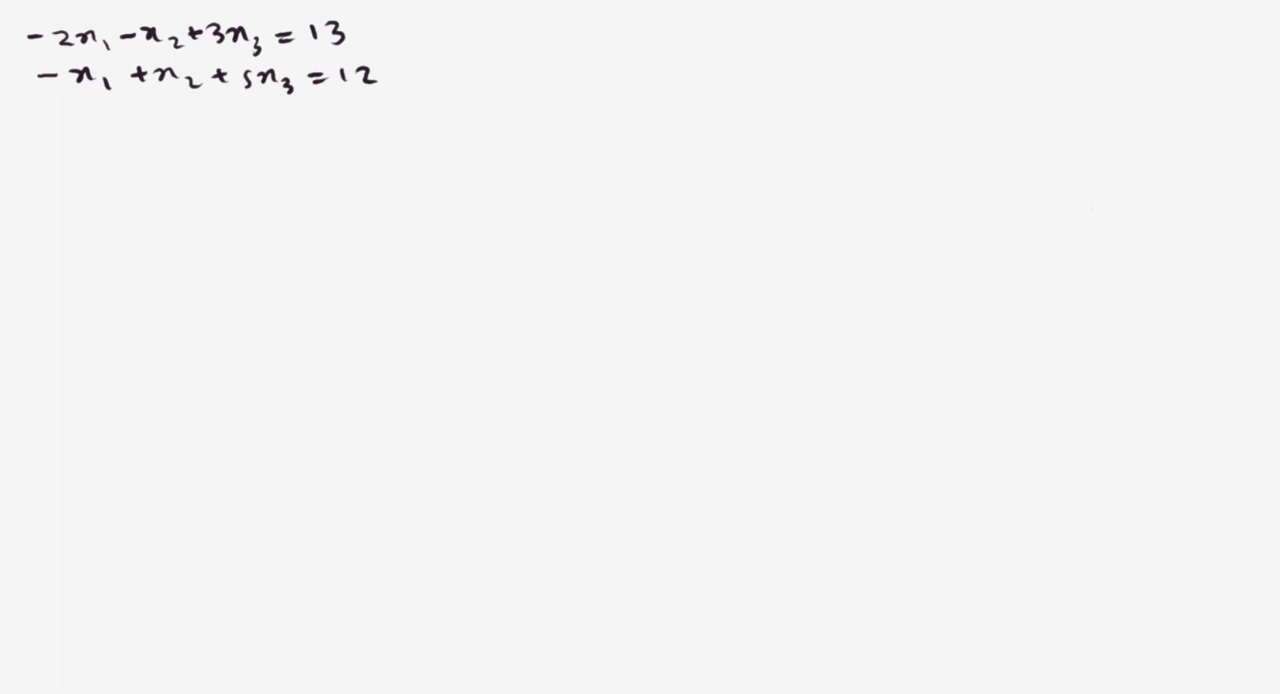 -2x₁ -x₂+3x₃ = 13
-x₁ +x₂ + 5x₃ = 12